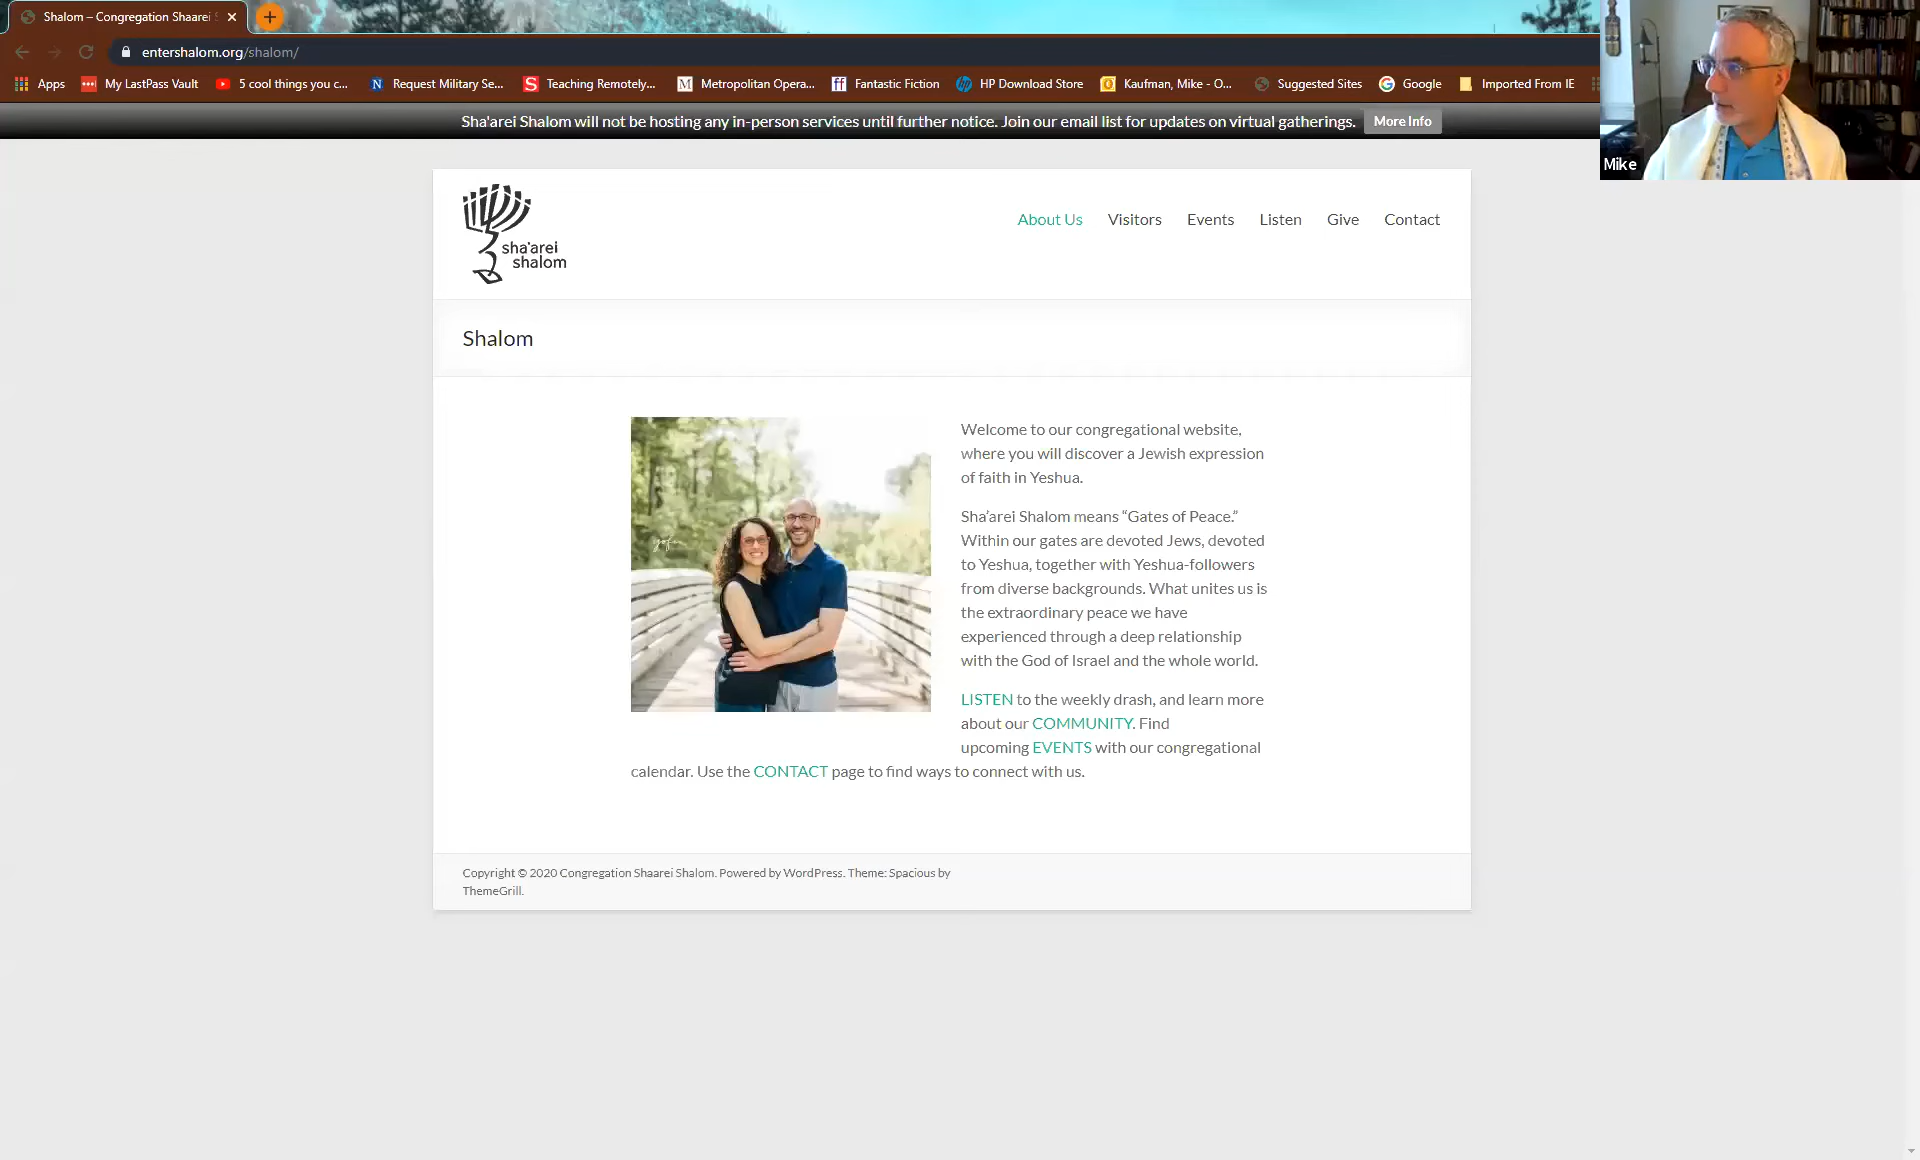 Shalom – Congregation Shaarei S
entershalom.org/shalom/
Apps
My LastPass Vault
5 cool things you c...
Request Military Se...
Teaching Remotely...
Metropolitan Opera...
Fantastic Fiction
HP Download Store
Kaufman, Mike - O...
Suggested Sites
Google
Imported From IE
Sha'arei Shalom will not be hosting any in-person services until further notice. Join our email list for updates on virtual gatherings. More Info
Mike
sha'arei
shalom
About Us Visitors Events Listen Give Contact
Shalom
Welcome to our congregational website,
where you will discover a Jewish expression
of faith in Yeshua.
Sha’arei Shalom means “Gates of Peace.”
Within our gates are devoted Jews, devoted
to Yeshua, together with Yeshua-followers
from diverse backgrounds. What unites us is
the extraordinary peace we have
experienced through a deep relationship
with the God of Israel and the whole world.
LISTEN to the weekly drash, and learn more
about our COMMUNITY. Find
upcoming EVENTS with our congregational
calendar. Use the CONTACT page to find ways to connect with us.
Copyright © 2020 Congregation Shaarei Shalom. Powered by WordPress. Theme: Spacious by
ThemeGrill.